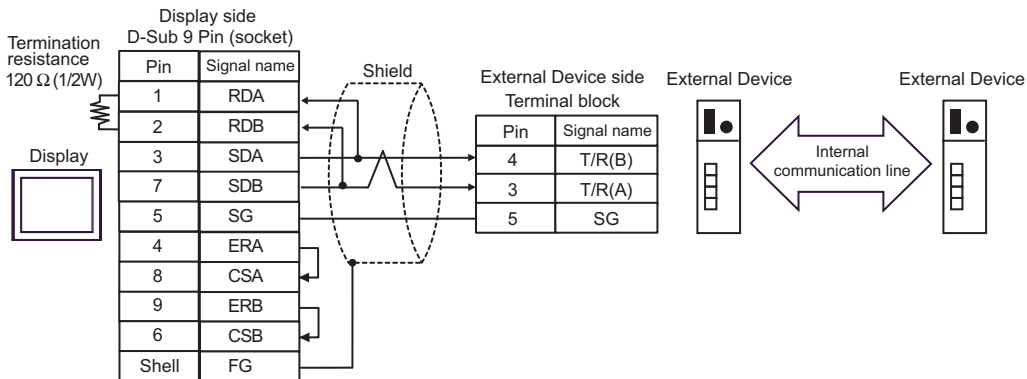 Display side
D-Sub 9 Pin (socket)
Termination
resistance
120 Ω (1/2W)
Pin Signal name
1 RDA
2 RDB
3 SDA
7 SDB
5 SG
4 ERA
8 CSA
9 ERB
6 CSB
Shell FG
Display
Shield
External Device side
Terminal block
Pin Signal name
4 T/R(B)
3 T/R(A)
5 SG
External Device
Internal
communication line
External Device